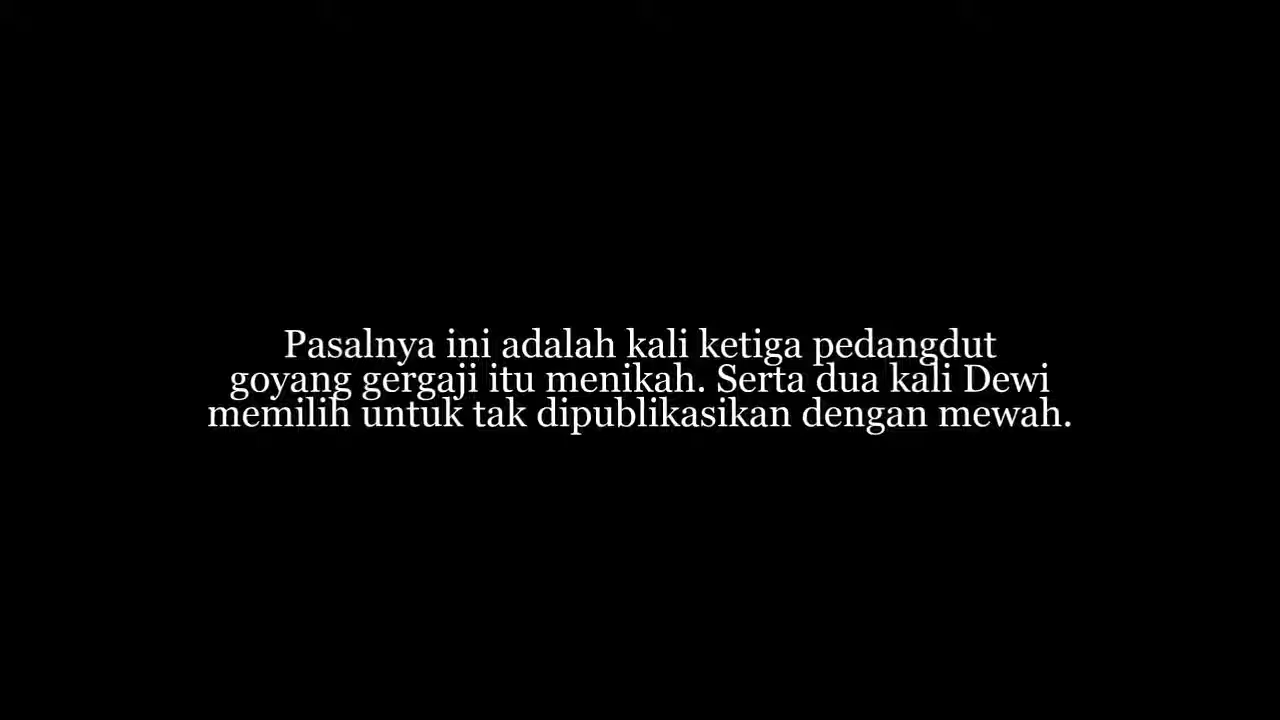 Pasalnya ini adalah kali ketiga pedangdut
goyang gergaji itu menikah. Serta dua kali Dewi
memilih untuk tak dipublikasikan dengan mewah.